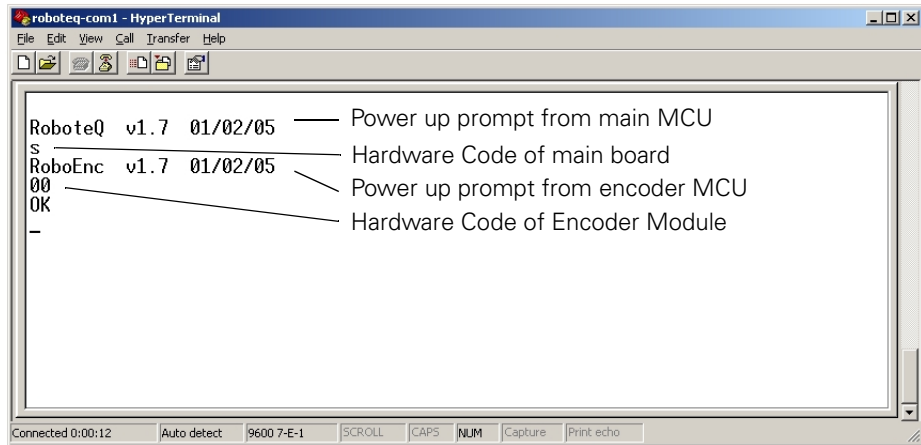 roboteq-com1 - HyperTerminal
File Edit View Call Transfer Help
RoboteQ v1.7 01/02/05 Power up prompt from main MCU
s Hardware Code of main board
RoboEnc v1.7 01/02/05 Power up prompt from encoder MCU
00 Hardware Code of Encoder Module
OK
_
Connected 0:00:12 Auto detect 9600 7-E-1 SCROLL CAPS NUM Capture Print echo